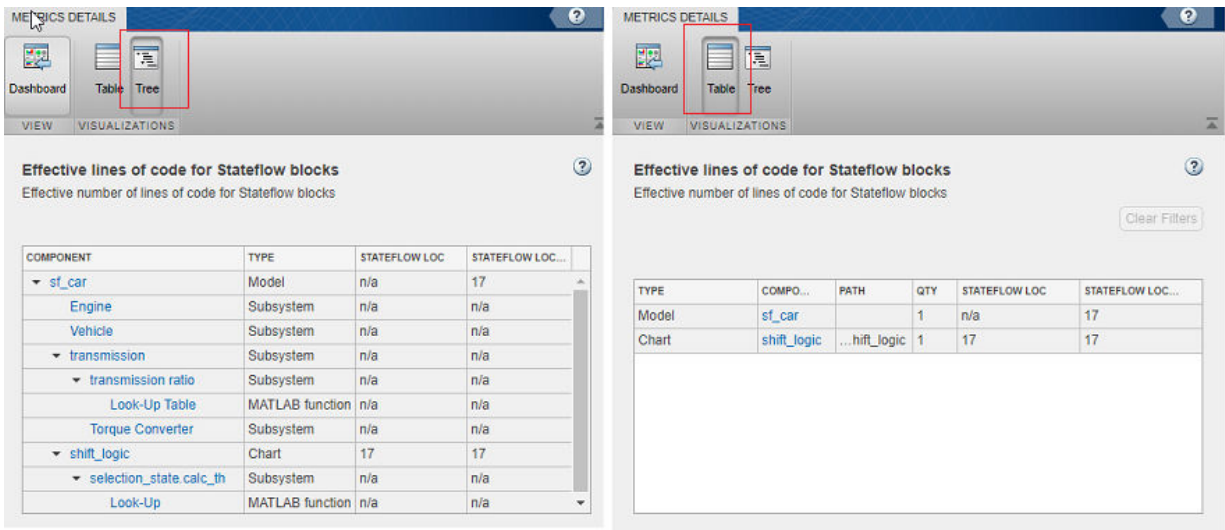 METRICS DETAILS
?
Dashboard
Table
Tree
VIEW
VISUALIZATIONS
Effective lines of code for Stateflow blocks
?
Effective number of lines of code for Stateflow blocks
COMPONENT TYPE STATEFLOW LOC STATEFLOW LOC...
sf_car Model n/a 17
Engine Subsystem n/a n/a
Vehicle Subsystem n/a n/a
transmission Subsystem n/a n/a
transmission ratio Subsystem n/a n/a
Look-Up Table MATLAB function n/a n/a
Torque Converter Subsystem n/a n/a
shift_logic Chart 17 17
selection_state.calc_th Subsystem n/a n/a
Look-Up MATLAB function n/a n/a
METRICS DETAILS
?
Dashboard
Table
Tree
VIEW
VISUALIZATIONS
Effective lines of code for Stateflow blocks
?
Effective number of lines of code for Stateflow blocks
Clear Filters
TYPE COMPO... PATH QTY STATEFLOW LOC STATEFLOW LOC...
Model sf_car 1 n/a 17
Chart shift_logic ...hift_logic 1 17 17